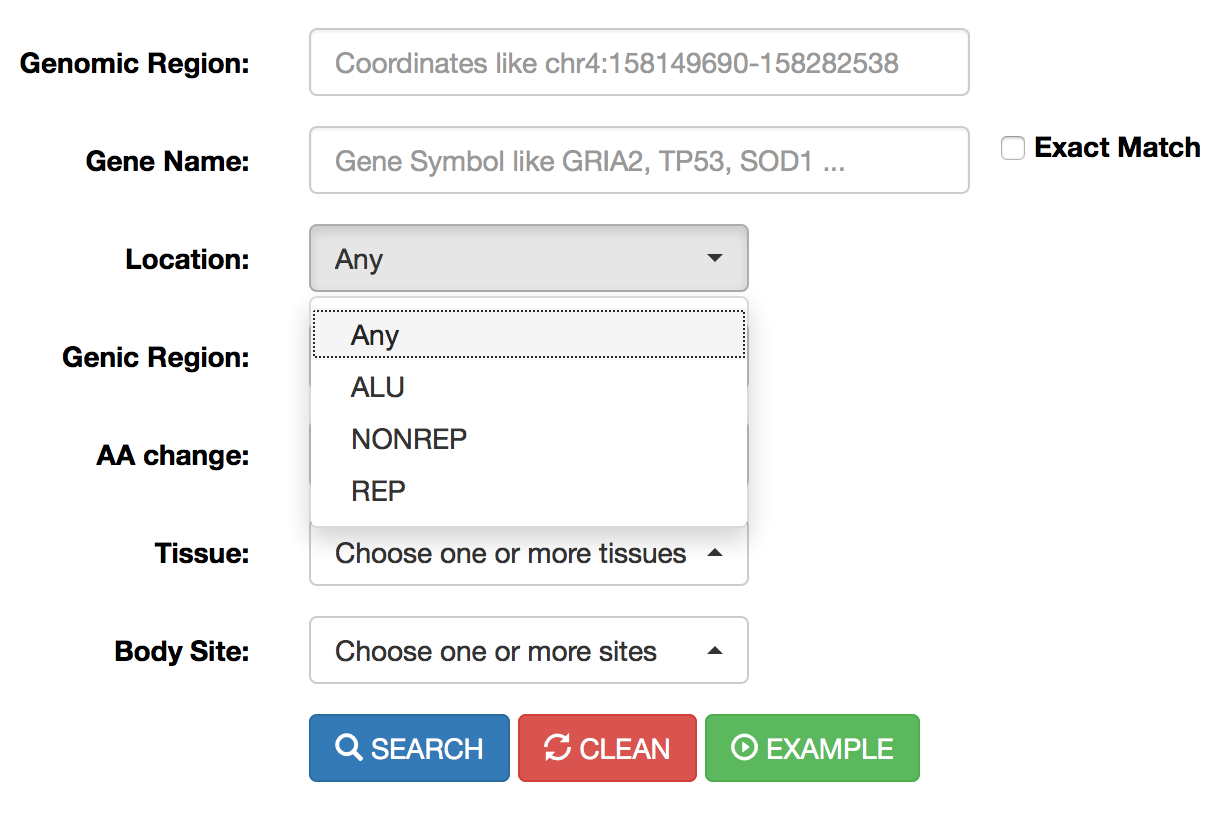 Genomic Region: Coordinates like chr4:158149690-158282538
Gene Name: Gene Symbol like GRIA2, TP53, SOD1 ... Exact Match
Location: Any
Any
Genic Region:
ALU
NONREP
AA change:
REP
Tissue: Choose one or more tissues
Body Site: Choose one or more sites
SEARCH CLEAN EXAMPLE